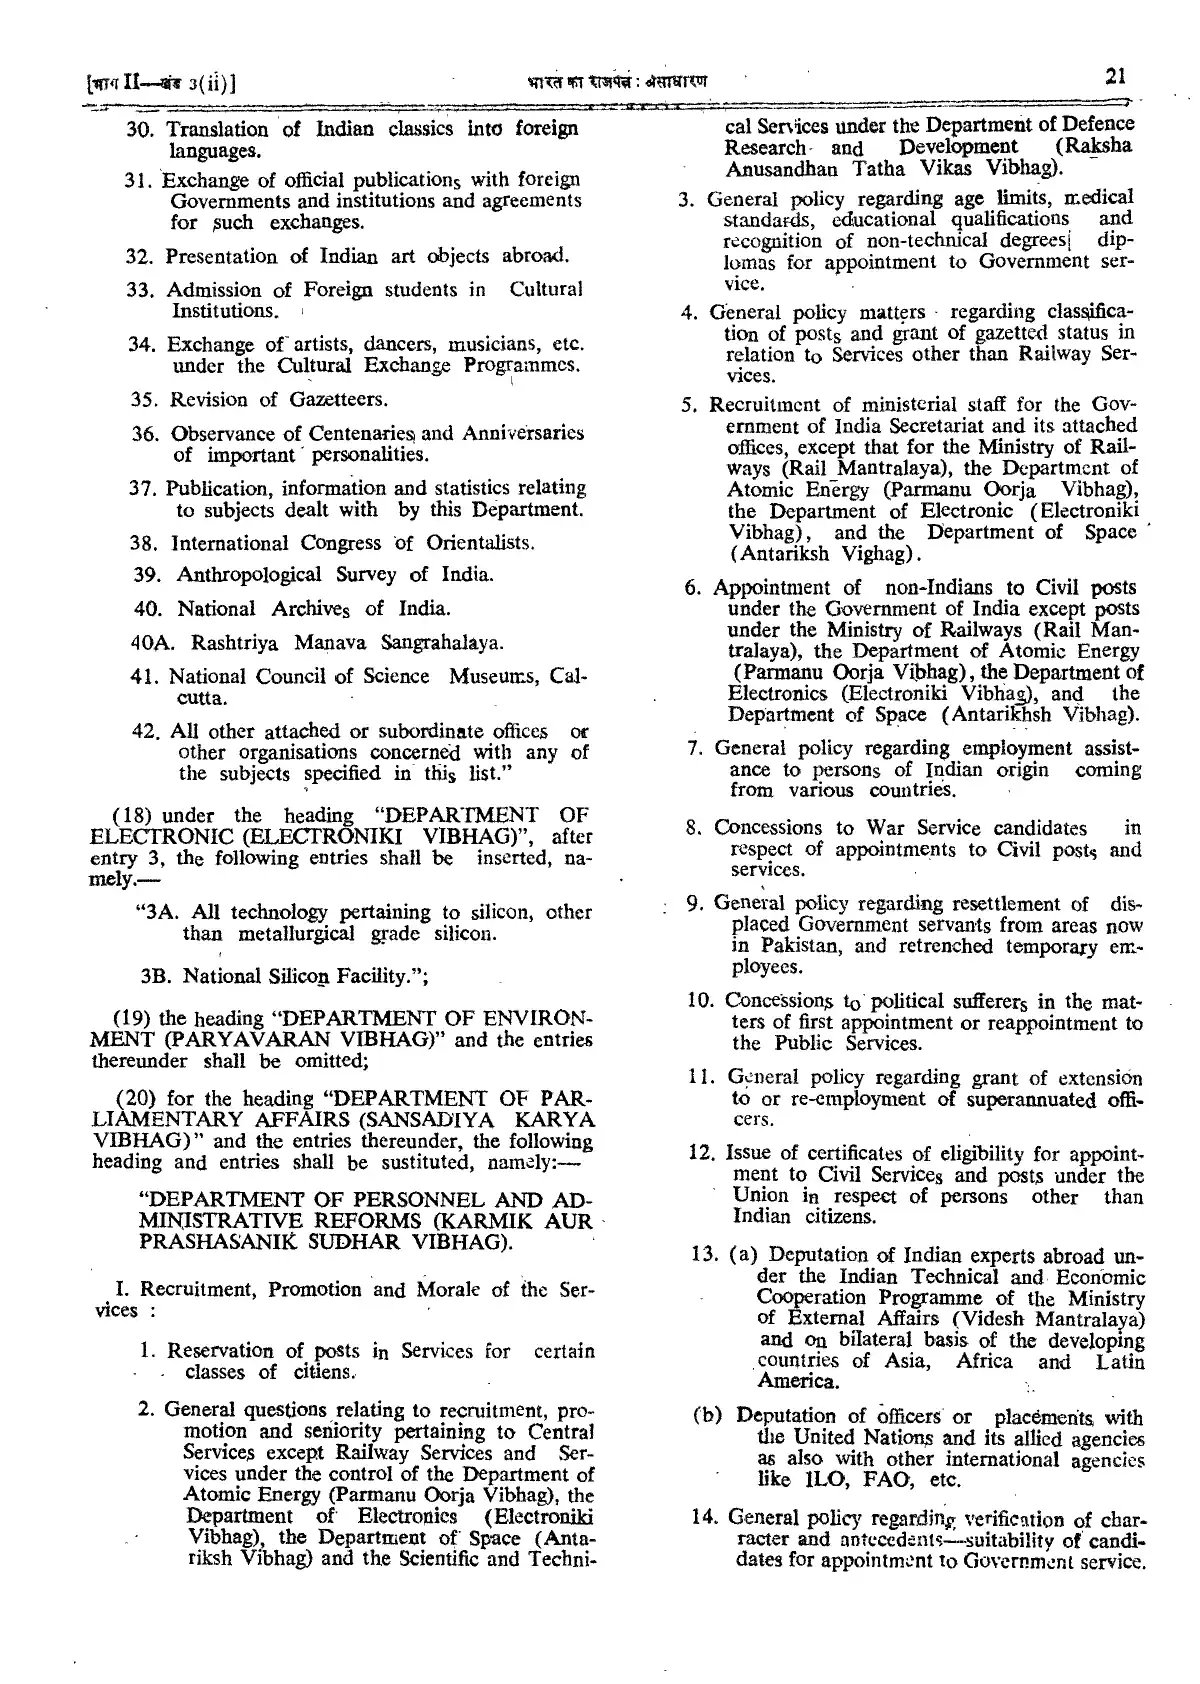 [भाग II—खंड 3(ii)]
भारत का राजपत्र : असाधारण
21
30. Translation of Indian classics into foreign
languages.
31. Exchange of official publications with foreign
Governments and institutions and agreements
for such exchanges.
32. Presentation of Indian art objects abroad.
33. Admission of Foreign students in Cultural
Institutions.
34. Exchange of artists, dancers, musicians, etc.
under the Cultural Exchange Programmes.
35. Revision of Gazetteers.
36. Observance of Centenaries and Anniversaries
of important personalities.
37. Publication, information and statistics relating
to subjects dealt with by this Department.
38. International Congress of Orientalists.
39. Anthropological Survey of India.
40. National Archives of India.
40A. Rashtriya Manava Sangrahalaya.
41. National Council of Science Museums, Cal-
cutta.
42. All other attached or subordinate offices or
other organisations concerned with any of
the subjects specified in this list.”
(18) under the heading “DEPARTMENT OF
ELECTRONIC (ELECTRONIKI VIBHAG)”, after
entry 3, the following entries shall be inserted, na-
mely.—
“3A. All technology pertaining to silicon, other
than metallurgical grade silicon.
3B. National Silicon Facility.”;
(19) the heading “DEPARTMENT OF ENVIRON-
MENT (PARYAVARAN VIBHAG)” and the entries
thereunder shall be omitted;
(20) for the heading “DEPARTMENT OF PAR-
LIAMENTARY AFFAIRS (SANSADIYA KARYA
VIBHAG)” and the entries thereunder, the following
heading and entries shall be sustituted, namely:—
“DEPARTMENT OF PERSONNEL AND AD-
MINISTRATIVE REFORMS (KARMIK AUR
PRASHASANIK SUDHAR VIBHAG).
I. Recruitment, Promotion and Morale of the Ser-
vices :
1. Reservation of posts in Services for certain
classes of citiens.
2. General questions relating to recruitment, pro-
motion and seniority pertaining to Central
Services except Railway Services and Ser-
vices under the control of the Department of
Atomic Energy (Parmanu Oorja Vibhag), the
Department of Electronics (Electroniki
Vibhag), the Department of Space (Anta-
riksh Vibhag) and the Scientific and Techni-
cal Services under the Department of Defence
Research and Development (Raksha
Anusandhan Tatha Vikas Vibhag).
3. General policy regarding age limits, medical
standards, educational qualifications and
recognition of non-technical degrees| dip-
lomas for appointment to Government ser-
vice.
4. General policy matters regarding classifica-
tion of posts and grant of gazetted status in
relation to Services other than Railway Ser-
vices.
5. Recruitment of ministerial staff for the Gov-
ernment of India Secretariat and its attached
offices, except that for the Ministry of Rail-
ways (Rail Mantralaya), the Department of
Atomic Energy (Parmanu Oorja Vibhag),
the Department of Electronic (Electroniki
Vibhag), and the Department of Space
(Antariksh Vighag).
6. Appointment of non-Indians to Civil posts
under the Government of India except posts
under the Ministry of Railways (Rail Man-
tralaya), the Department of Atomic Energy
(Parmanu Oorja Vibhag), the Department of
Electronics (Electroniki Vibhag), and the
Department of Space (Antarikhsh Vibhag).
7. General policy regarding employment assist-
ance to persons of Indian origin coming
from various countries.
8. Concessions to War Service candidates in
respect of appointments to Civil posts and
services.
9. General policy regarding resettlement of dis-
placed Government servants from areas now
in Pakistan, and retrenched temporary em-
ployees.
10. Concessions to political sufferers in the mat-
ters of first appointment or reappointment to
the Public Services.
11. General policy regarding grant of extension
to or re-employment of superannuated offi-
cers.
12. Issue of certificates of eligibility for appoint-
ment to Civil Services and posts under the
Union in respect of persons other than
Indian citizens.
13. (a) Deputation of Indian experts abroad un-
der the Indian Technical and Economic
Cooperation Programme of the Ministry
of External Affairs (Videsh Mantralaya)
and on bilateral basis of the developing
countries of Asia, Africa and Latin
America.
(b) Deputation of officers or placements with
the United Nations and its allied agencies
as also with other international agencies
like ILO, FAO, etc.
14. General policy regarding verification of char-
racter and antecedents—suitability of candi-
dates for appointment to Government service.